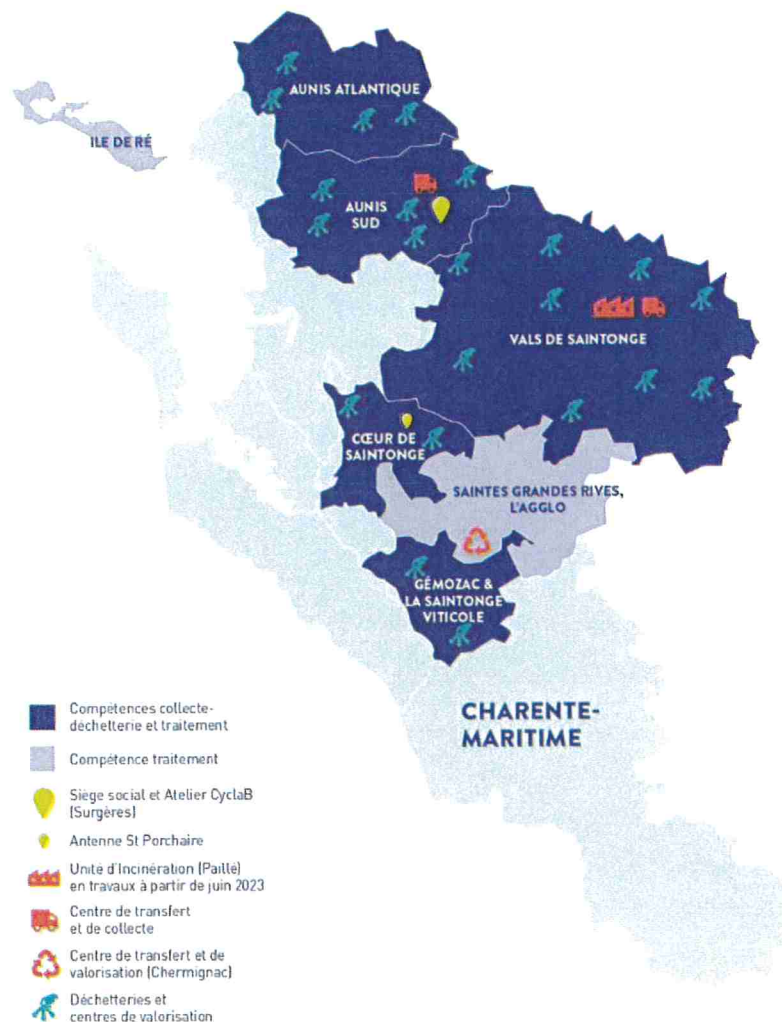 AUNIS ATLANTIQUE
ILE DE RÉ
AUNIS
SUD
VALS DE SAINTONGE
CŒUR DE
SAINTONGE
SAINTES GRANDES RIVES,
L'AGGLO
GÉMOZAC &
LA SAINTONGE
VITICOLE
CHARENTE-
MARITIME
Compétences collecte-
déchetterie et traitement
Compétence traitement
Siège social et Atelier CyclaB
(Surgères)
Antenne St Porchaire
Unité d'Incinération (Paillé)
en travaux à partir de juin 2023
Centre de transfert
et de collecte
Centre de transfert et de
valorisation (Chermignac)
Déchetteries et
centres de valorisation